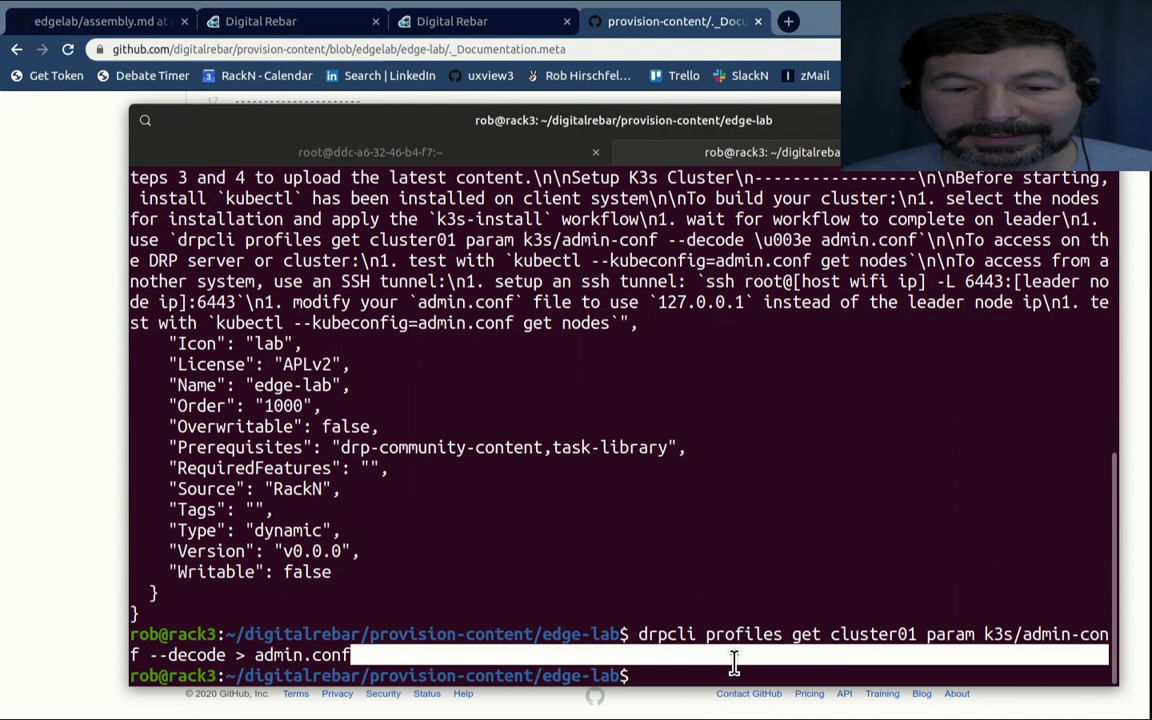 edgelab/assembly.md at
Digital Rebar
Digital Rebar
provision-content/._Docu
github.com/digitalrebar/provision-content/blob/edgelab/edge-lab/._Documentation.meta
Get Token Debate Timer RackN - Calendar Search | LinkedIn uxview3 Rob Hirschfel... Trello SlackN zMail
17 ---------------------
rob@rack3: ~/digitalrebar/provision-content/edge-lab
root@ddc-a6-32-46-b4-f7:~
rob@rack3: ~/digitalreba
teps 3 and 4 to upload the latest content.\n\nSetup K3s Cluster\n-----------------\n\nBefore starting,
install `kubectl` has been installed on client system\n\nTo build your cluster:\n1. select the nodes
for installation and apply the `k3s-install` workflow\n1. wait for workflow to complete on leader\n1.
use `drpcli profiles get cluster01 param k3s/admin-conf --decode \u003e admin.conf`\n\nTo access on th
e DRP server or cluster:\n1. test with `kubectl --kubeconfig=admin.conf get nodes`\n\nTo access from a
nother system, use an SSH tunnel:\n1. setup an ssh tunnel: `ssh root@[host wifi ip] -L 6443:[leader no
de ip]:6443`\n1. modify your `admin.conf` file to use `127.0.0.1` instead of the leader node ip\n1. te
st with `kubectl --kubeconfig=admin.conf get nodes`",
"Icon": "lab",
"License": "APLv2",
"Name": "edge-lab",
"Order": "1000",
"Overwritable": false,
"Prerequisites": "drp-community-content,task-library",
"RequiredFeatures": "",
"Source": "RackN",
"Tags": "",
"Type": "dynamic",
"Version": "v0.0.0",
"Writable": false
}
}
rob@rack3:~/digitalrebar/provision-content/edge-lab$ drpcli profiles get cluster01 param k3s/admin-con
f --decode > admin.conf
rob@rack3:~/digitalrebar/provision-content/edge-lab$
© 2020 GitHub, Inc. Terms Privacy Security Status Help Contact GitHub Pricing API Training Blog About